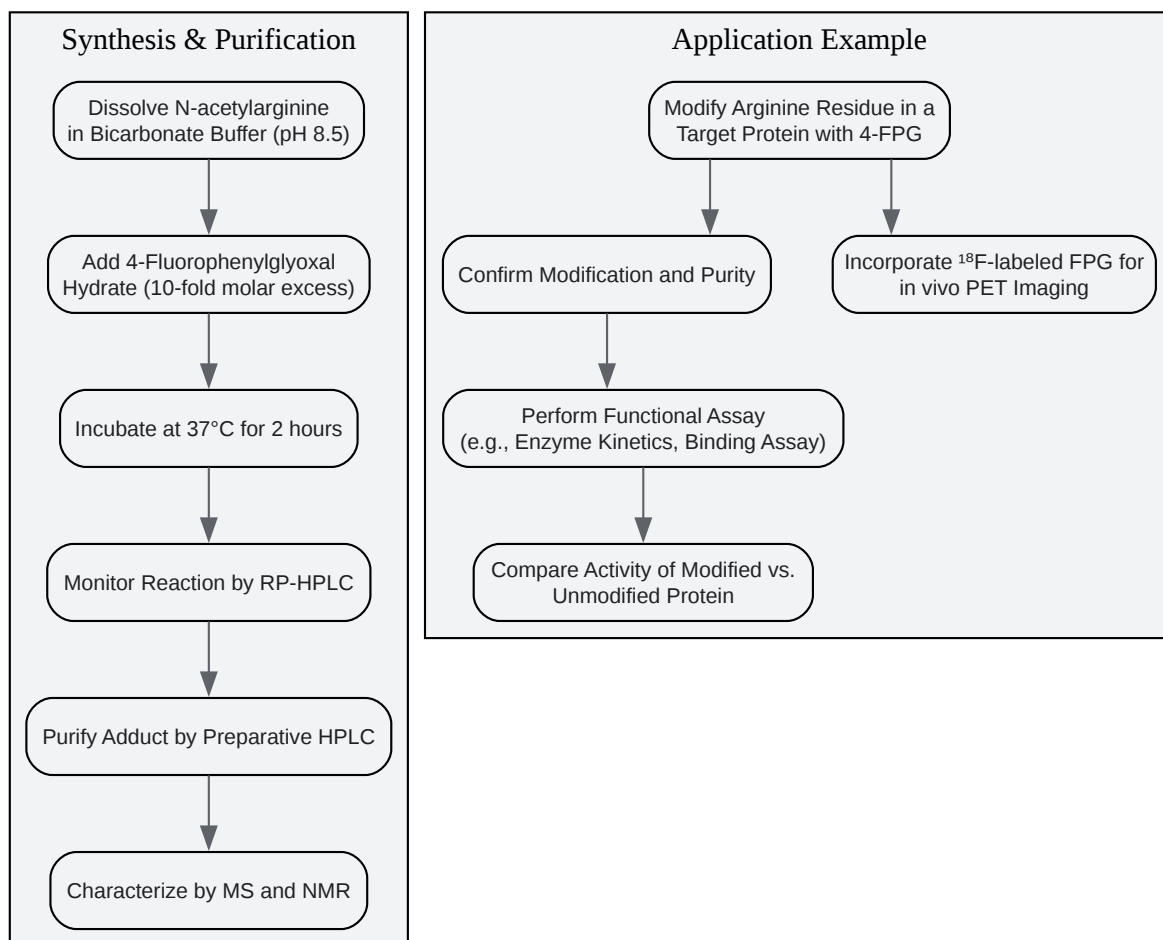 Synthesis & Purification
Dissolve N-acetylarginine
in Bicarbonate Buffer (pH 8.5)
Add 4-Fluorophenylglyoxal
Hydrate (10-fold molar excess)
Incubate at 37°C for 2 hours
Monitor Reaction by RP-HPLC
Purify Adduct by Preparative HPLC
Characterize by MS and NMR
Application Example
Modify Arginine Residue in a
Target Protein with 4-FPG
Confirm Modification and Purity
Incorporate ¹⁸F-labeled FPG for
in vivo PET Imaging
Perform Functional Assay
(e.g., Enzyme Kinetics, Binding Assay)
Compare Activity of Modified vs.
Unmodified Protein